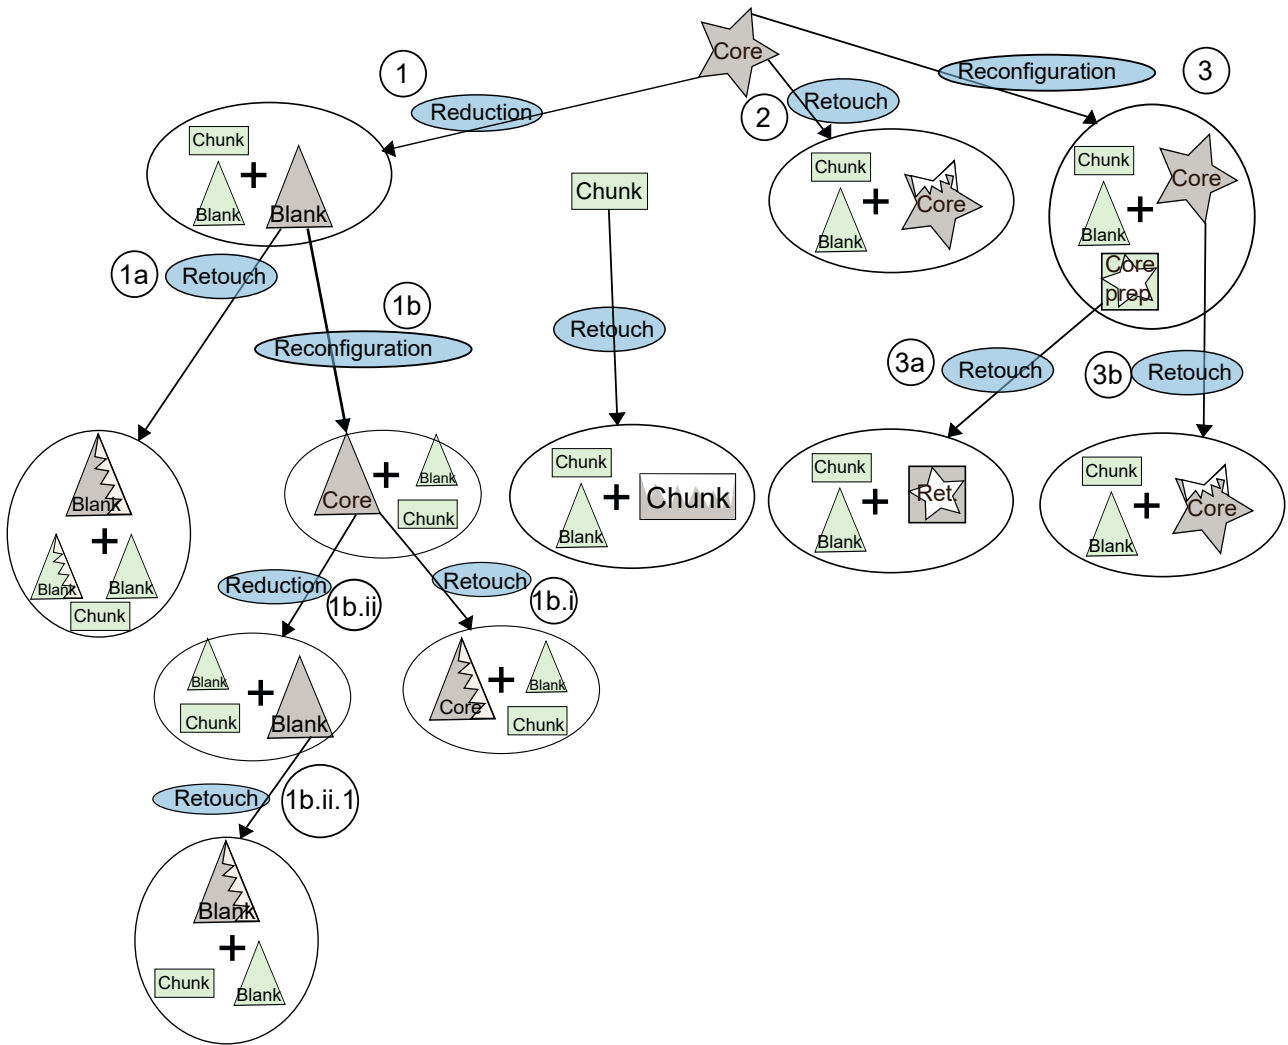 Core
1
Reduction
2
Retouch
Reconfiguration
3
Chunk
Blank
Blank
Chunk
Chunk
Blank
Core
Chunk
Blank
Core
Core
prep
1a
Retouch
1b
Reconfiguration
Retouch
3a
Retouch
3b
Retouch
Blank
Blank
Blank
Chunk
Core
Blank
Chunk
Chunk
Blank
Chunk
Chunk
Blank
Ret.
Chunk
Blank
Core
Reduction
1b.ii
Retouch
1b.i
Blank
Chunk
Blank
Core
Blank
Chunk
Retouch
1b.ii.1
Blank
Chunk
Blank